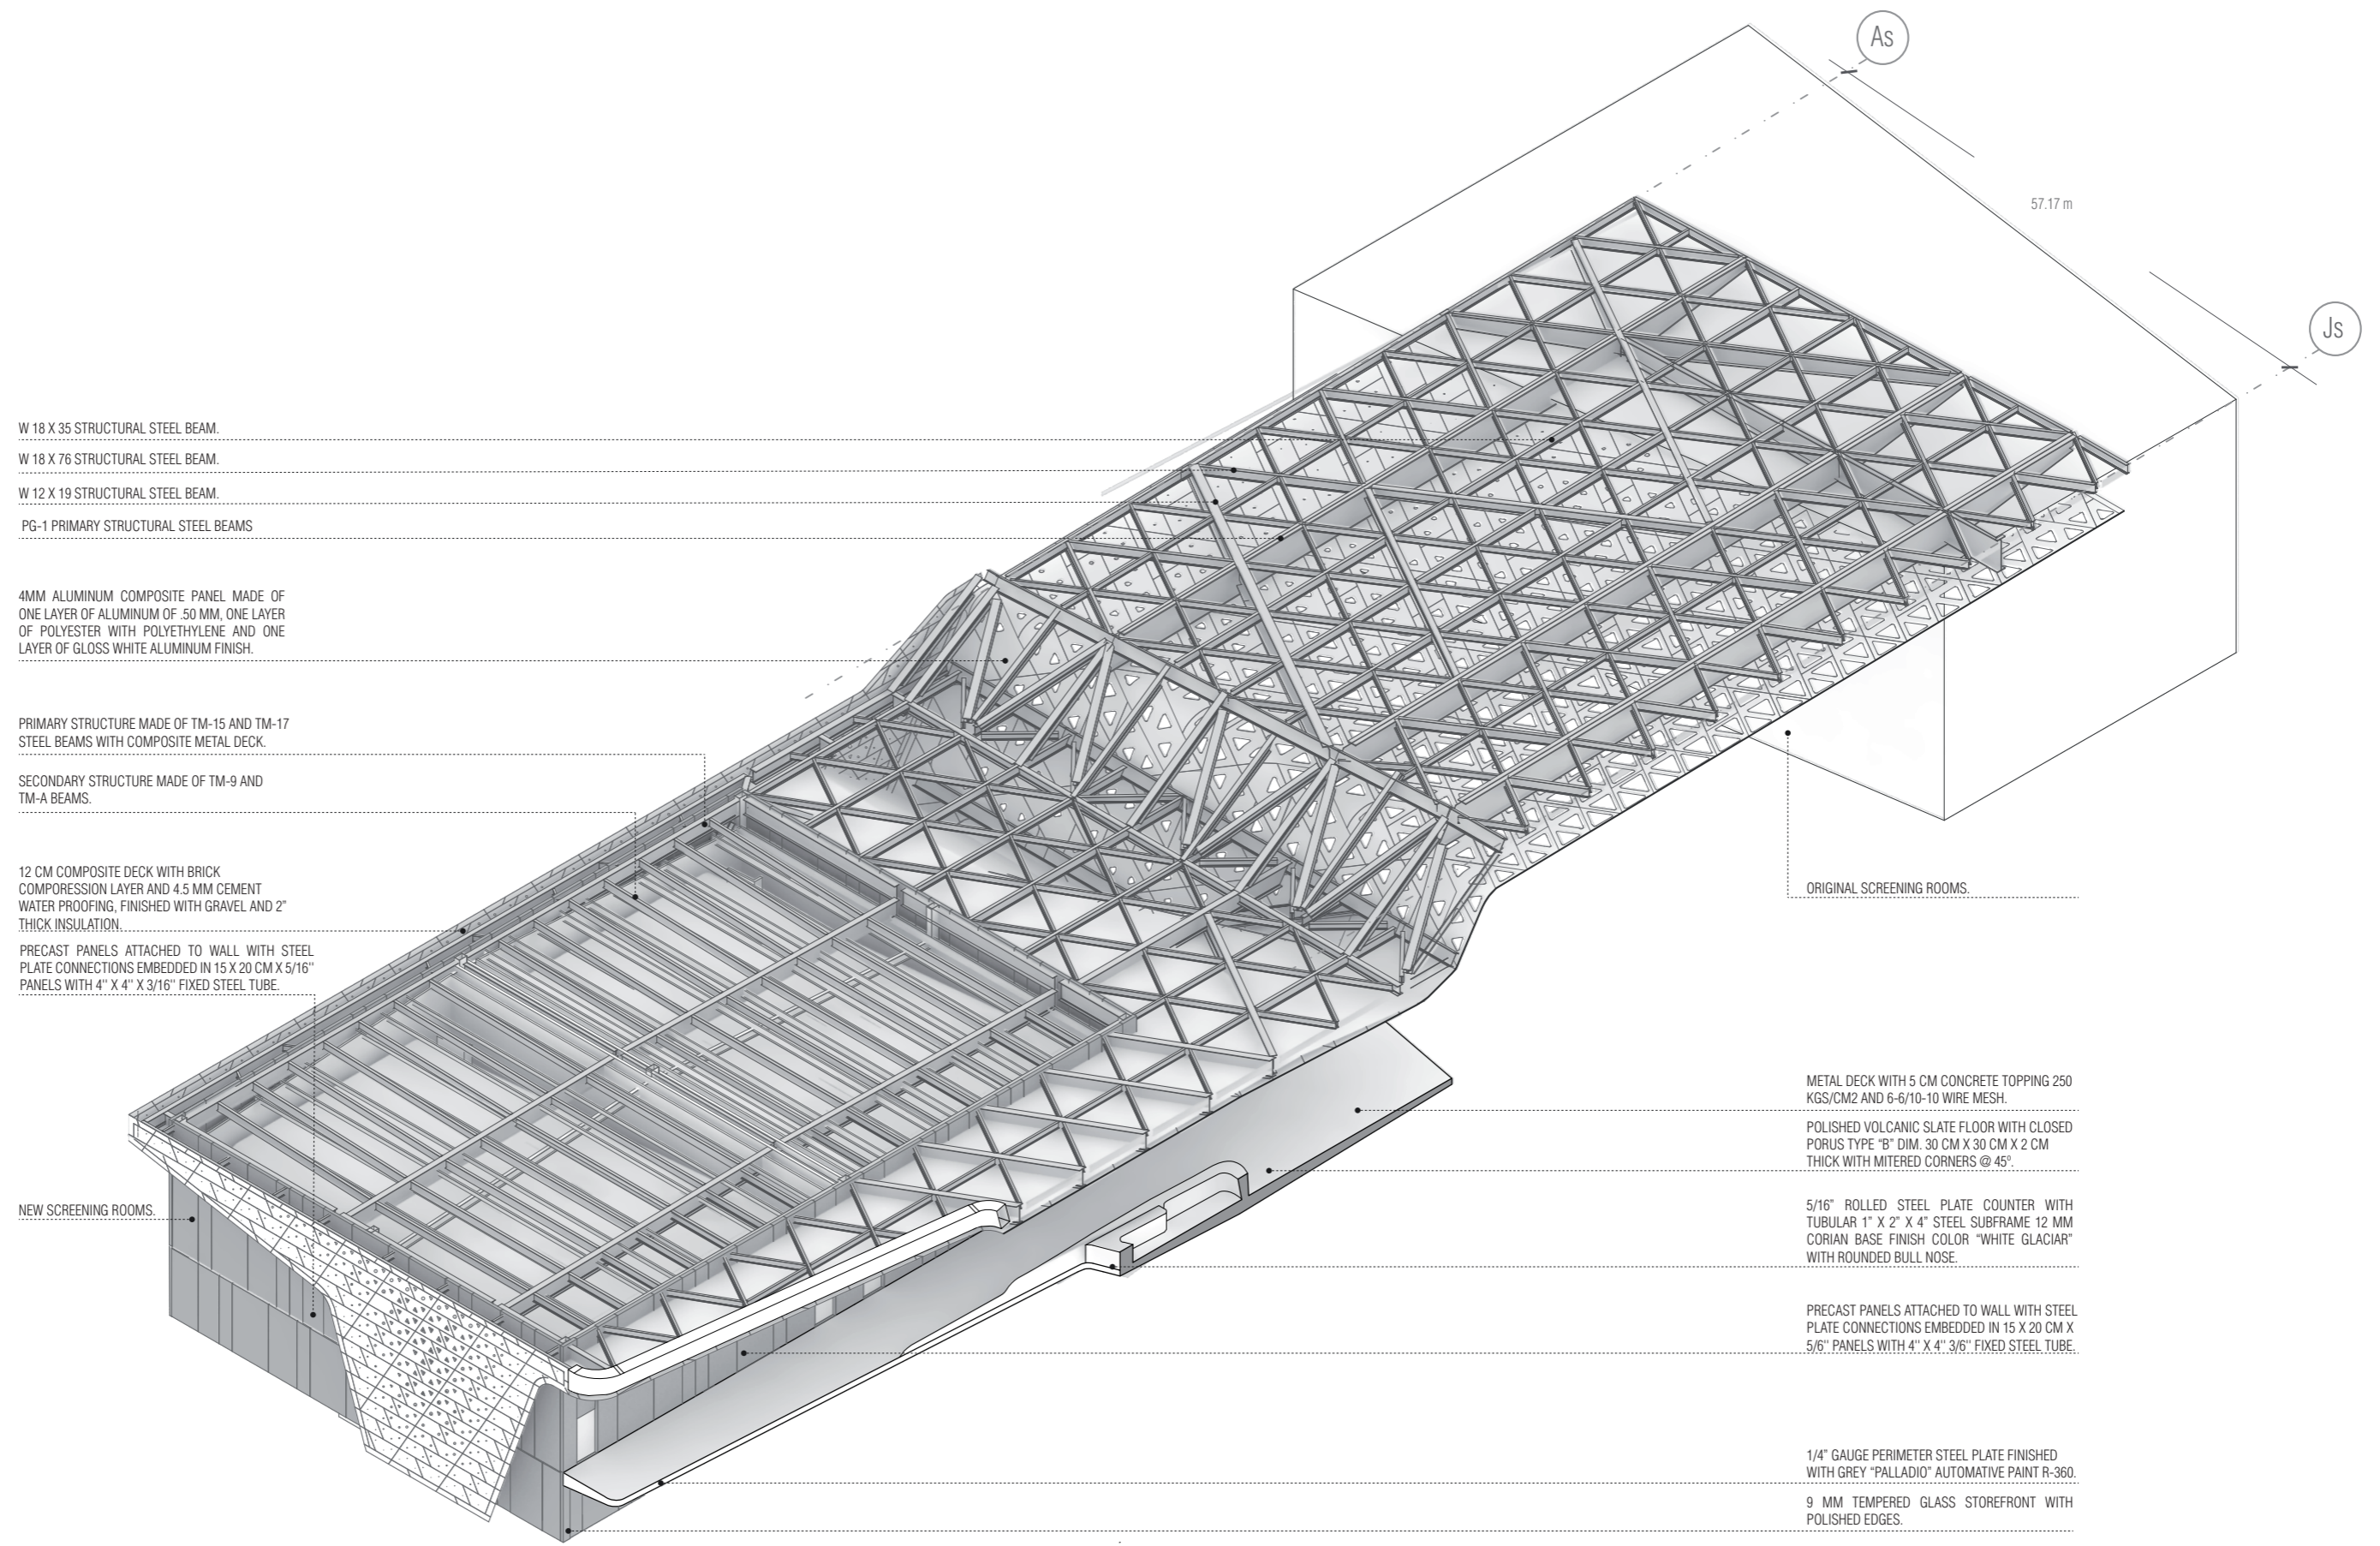 As
57.17 m
Js
W 18 X 35 STRUCTURAL STEEL BEAM.
W 18 X 76 STRUCTURAL STEEL BEAM.
W 12 X 19 STRUCTURAL STEEL BEAM.
PG-1 PRIMARY STRUCTURAL STEEL BEAMS
4MM ALUMINUM COMPOSITE PANEL MADE OF
ONE LAYER OF ALUMINUM OF .50 MM, ONE LAYER
OF POLYESTER WITH POLYETHYLENE AND ONE
LAYER OF GLOSS WHITE ALUMINUM FINISH.
PRIMARY STRUCTURE MADE OF TM-15 AND TM-17
STEEL BEAMS WITH COMPOSITE METAL DECK.
SECONDARY STRUCTURE MADE OF TM-9 AND
TM-A BEAMS.
12 CM COMPOSITE DECK WITH BRICK
COMPORESSION LAYER AND 4.5 MM CEMENT
WATER PROOFING, FINISHED WITH GRAVEL AND 2”
THICK INSULATION.
PRECAST PANELS ATTACHED TO WALL WITH STEEL
PLATE CONNECTIONS EMBEDDED IN 15 X 20 CM X 5/16’’
PANELS WITH 4’’ X 4’’ X 3/16’’ FIXED STEEL TUBE.
NEW SCREENING ROOMS.
ORIGINAL SCREENING ROOMS.
METAL DECK WITH 5 CM CONCRETE TOPPING 250
KGS/CM2 AND 6-6/10-10 WIRE MESH.
POLISHED VOLCANIC SLATE FLOOR WITH CLOSED
PORUS TYPE “B” DIM. 30 CM X 30 CM X 2 CM
THICK WITH MITERED CORNERS @ 45º.
5/16” ROLLED STEEL PLATE COUNTER WITH
TUBULAR 1” X 2” X 4” STEEL SUBFRAME 12 MM
CORIAN BASE FINISH COLOR “WHITE GLACIAR”
WITH ROUNDED BULL NOSE.
PRECAST PANELS ATTACHED TO WALL WITH STEEL
PLATE CONNECTIONS EMBEDDED IN 15 X 20 CM X
5/6’’ PANELS WITH 4’’ X 4’’ 3/6’’ FIXED STEEL TUBE.
1/4” GAUGE PERIMETER STEEL PLATE FINISHED
WITH GREY “PALLADIO” AUTOMATIVE PAINT R-360.
9 MM TEMPERED GLASS STOREFRONT WITH
POLISHED EDGES.